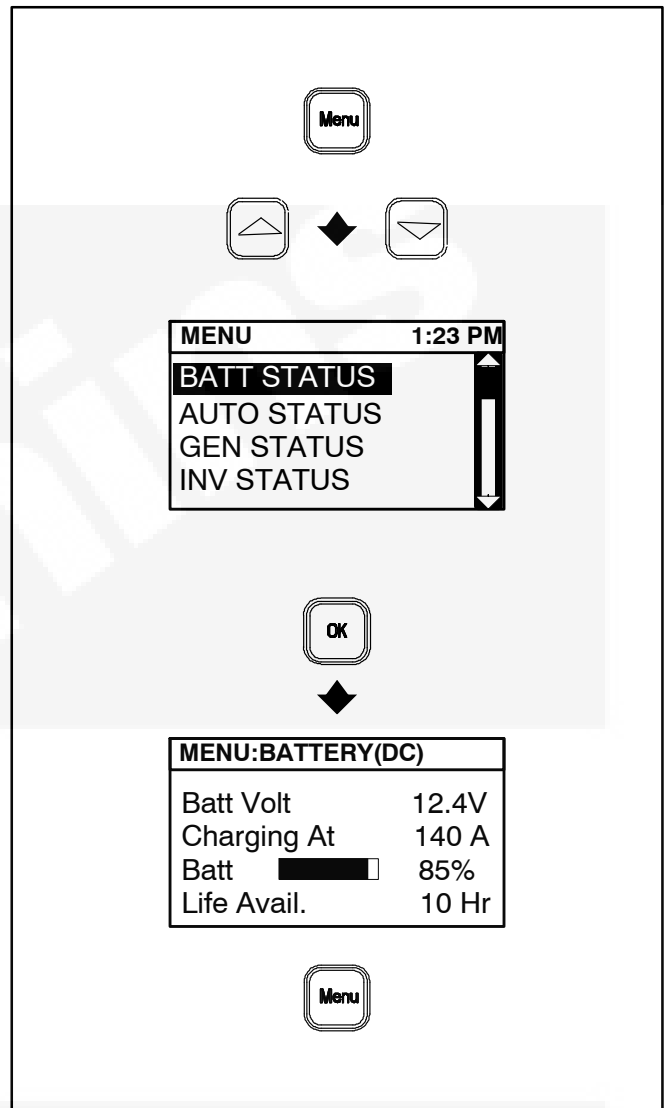 Menu
MENU 1:23 PM
BATT STATUS
AUTO STATUS
GEN STATUS
INV STATUS
OK
MENU:BATTERY(DC)
Batt Volt 12.4V
Charging At 140 A
Batt 85%
Life Avail. 10 Hr
Menu